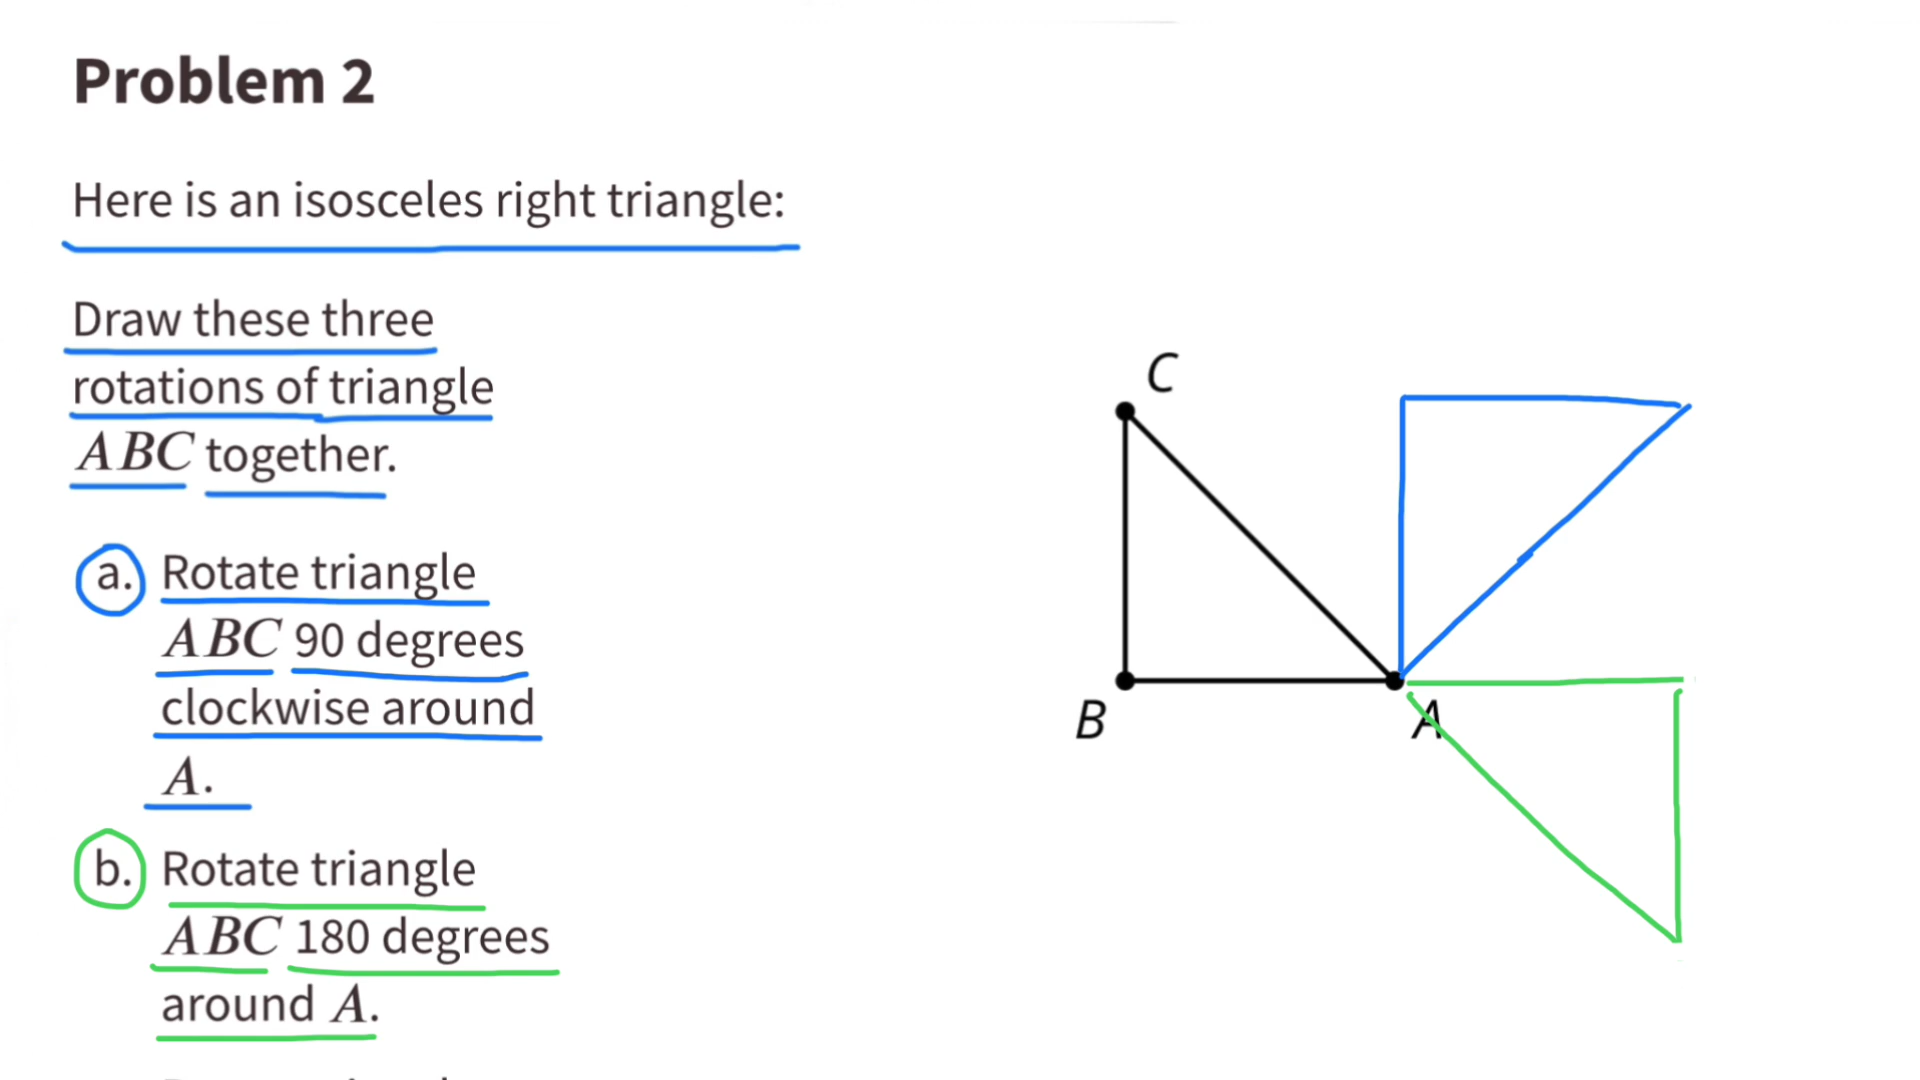 Problem 2
Here is an isosceles right triangle:
Draw these three
rotations of triangle
ABC together.
a. Rotate triangle
ABC 90 degrees
clockwise around
A.
b. Rotate triangle
ABC 180 degrees
around A.
C
B
A